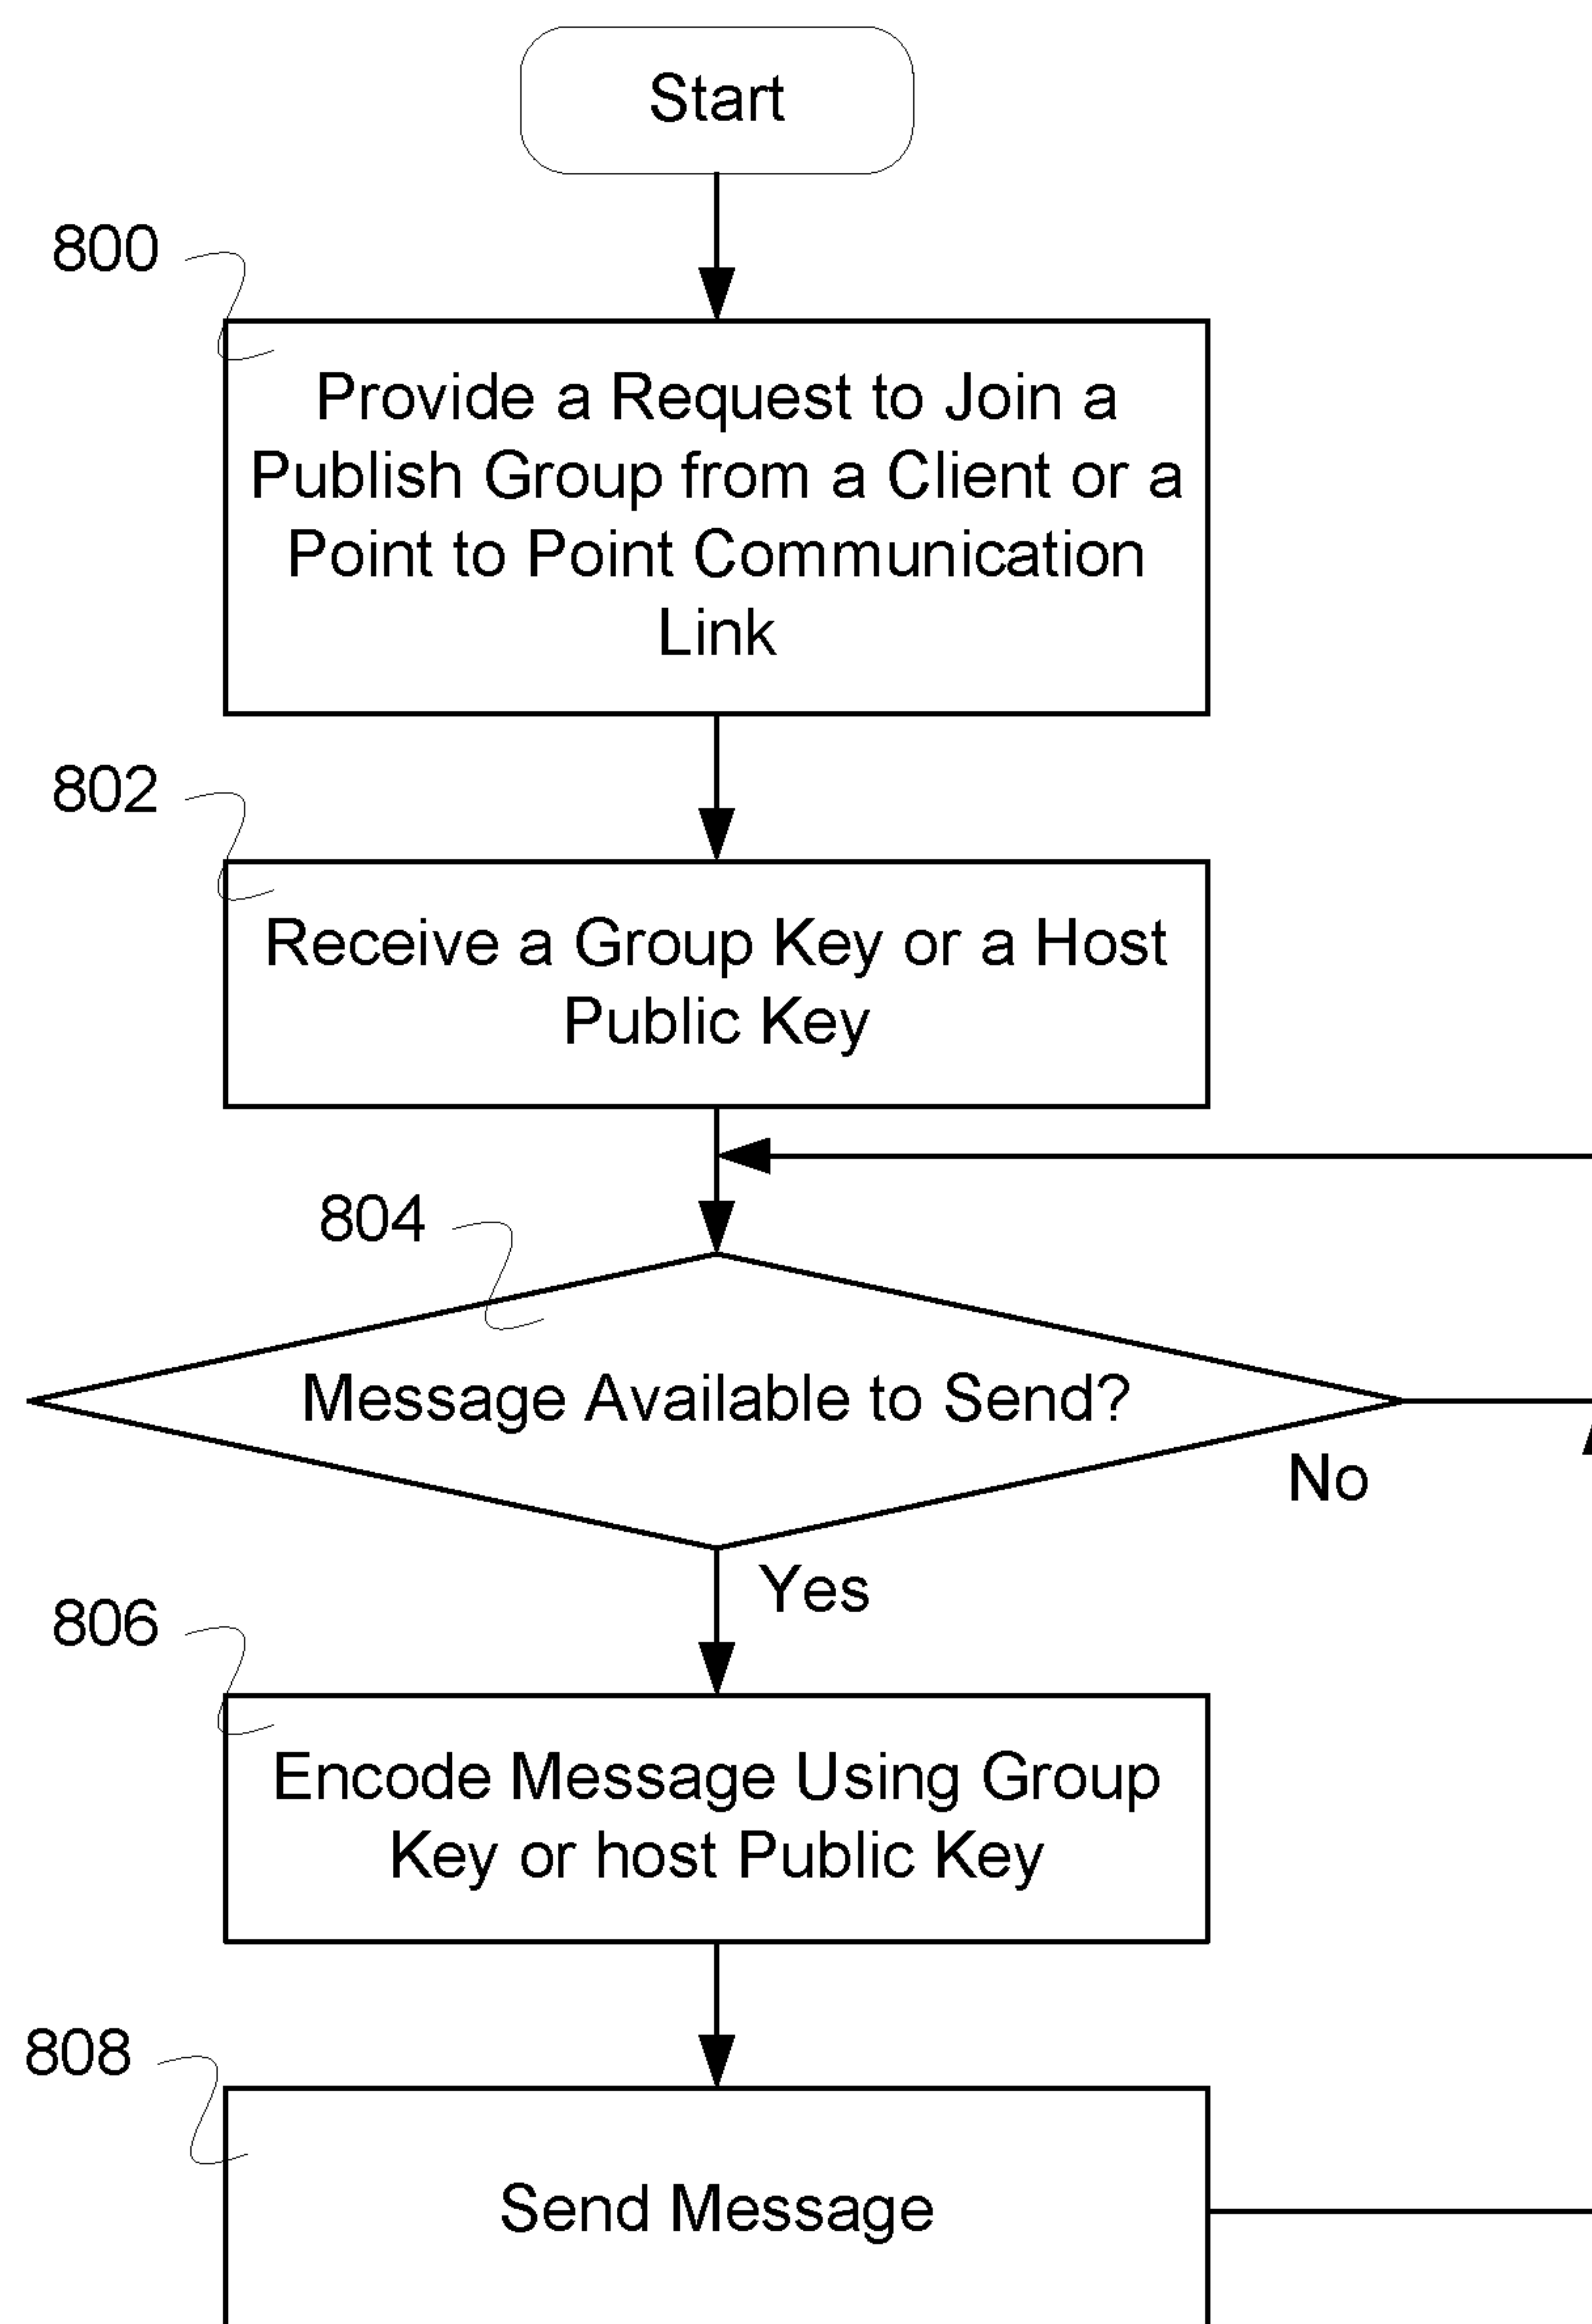 Start
800
Provide a Request to Join a
Publish Group from a Client or a
Point to Point Communication
Link
802
Receive a Group Key or a Host
Public Key
804
Message Available to Send?
No
Yes
806
Encode Message Using Group
Key or host Public Key
808
Send Message